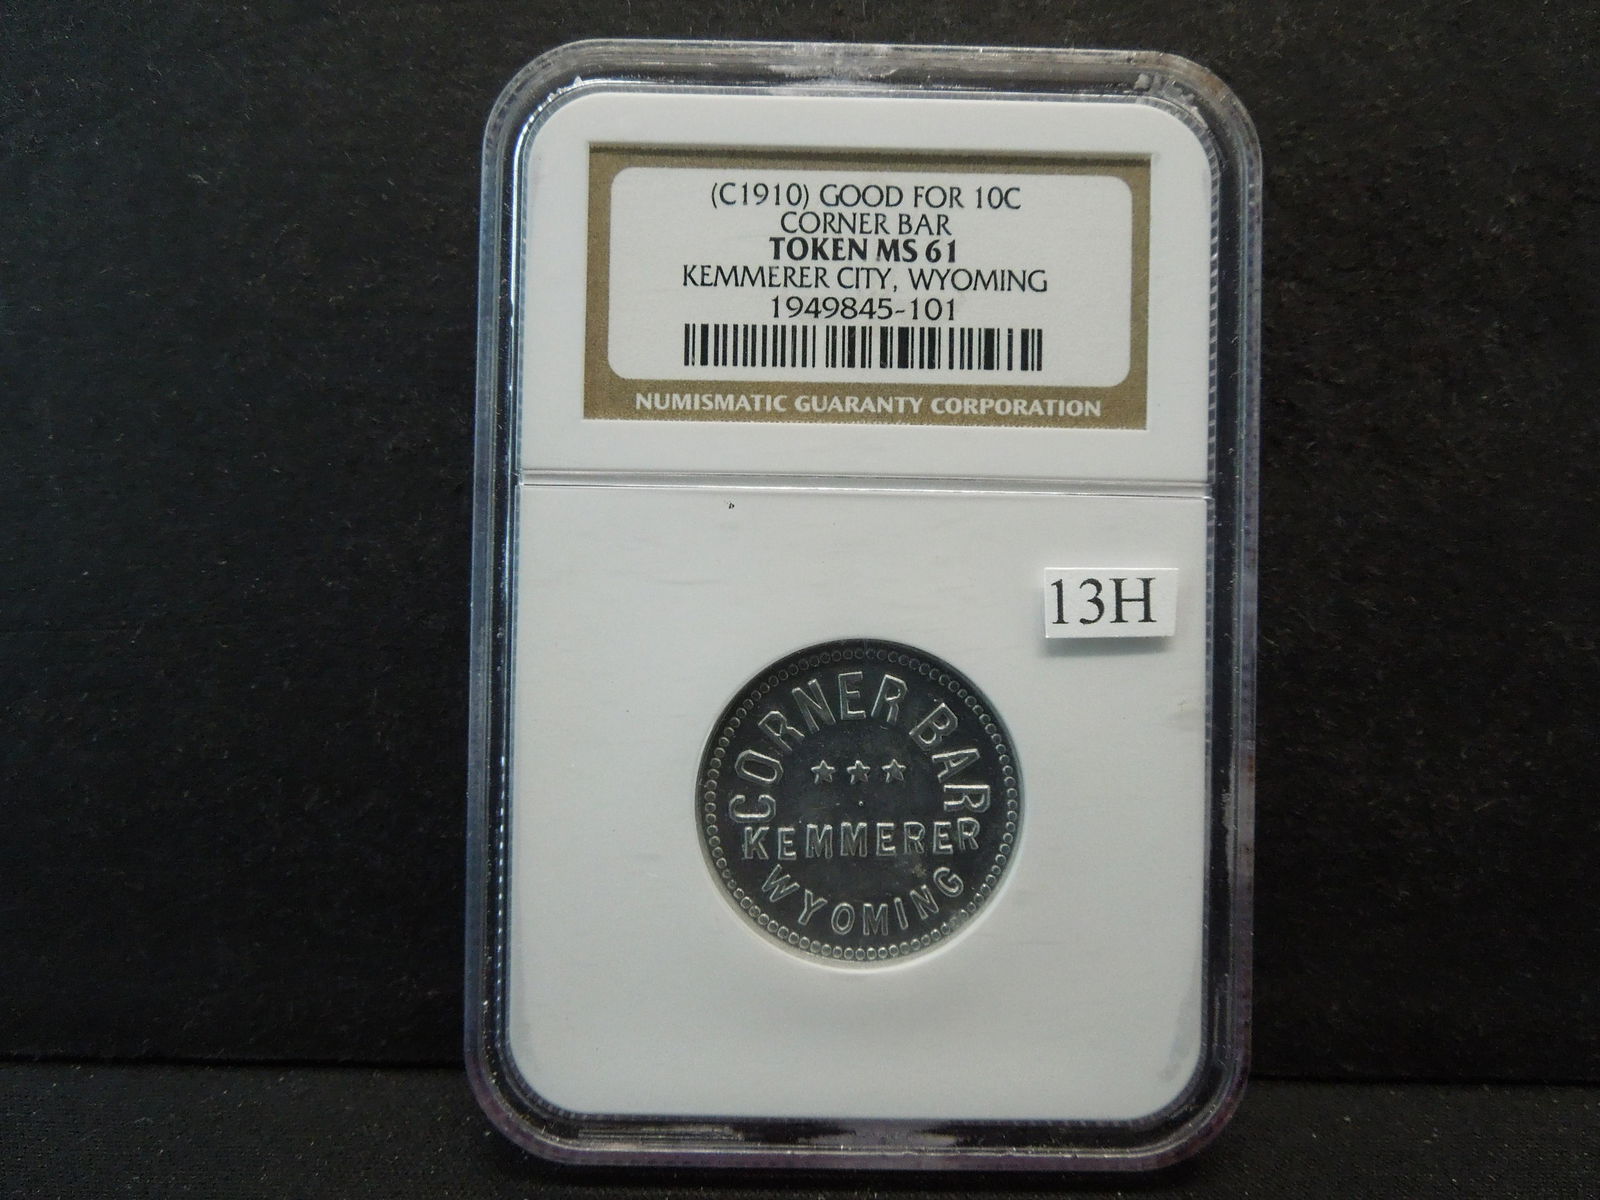 (C1910) GOOD FOR 10C
CORNER BAR
TOKEN MS 61
KEMMERER CITY, WYOMING
1949845-101
NUMISMATIC GUARANTY CORPORATION
13H
CORNER BAR
KEMMERER
WYOMING